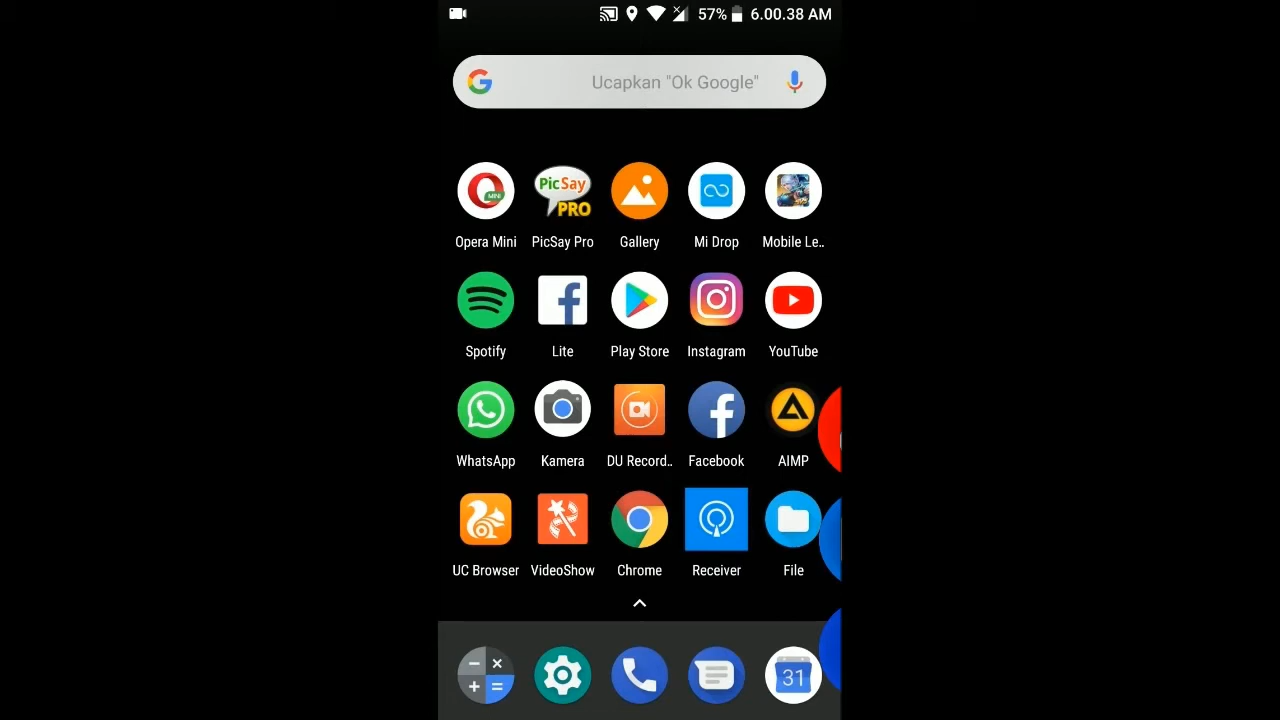 57% 6.00.38 AM
Ucapkan "Ok Google"
MINI
PicSay
PRO
Opera Mini PicSay Pro Gallery Mi Drop Mobile Le..
Spotify Lite Play Store Instagram YouTube
WhatsApp Kamera DU Record.. Facebook AIMP
UC Browser VideoShow Chrome Receiver File
31